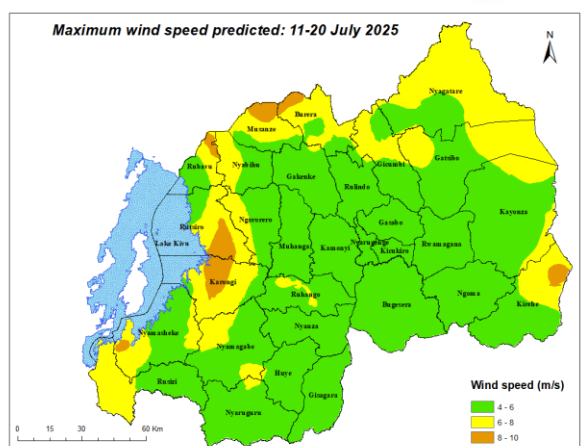 Maximum wind speed predicted: 11-20 July 2025
N
Nyagatare
Burera
Musanze
Rubavu
Nyabihu
Gakenke
Rulindo
Gicumbi
Gatsibo
Kayonza
Rutsiro
Ngororero
Lake Kivu
Muhanga
Kamonyi
Gasabo
Nyarugenge
Kicukiro
Rwamagana
Karongi
Ruhango
Bugesera
Ngoma
Kirehe
Nyanza
Nyamasheke
Nyamagabe
Huye
Rusizi
Gisagara
Nyaruguru
Wind speed (m/s)
4 - 6
6 - 8
8 - 10
0 15 30 60 Km